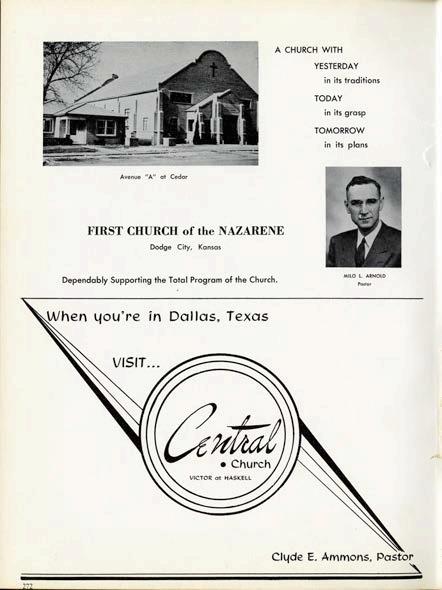 A CHURCH WITH
YESTERDAY
in its traditions
TODAY
in its grasp
TOMORROW
in its plans
Avenue "A" at Cedar
FIRST CHURCH of the NAZARENE
Dodge City, Kansas
MILO L. ARNOLD
Pastor
Dependably Supporting the Total Program of the Church.
When you're in Dallas, Texas
VISIT...
Central
• Church
VICTOR at HASKELL
Clyde E. Ammons, Pastor
272